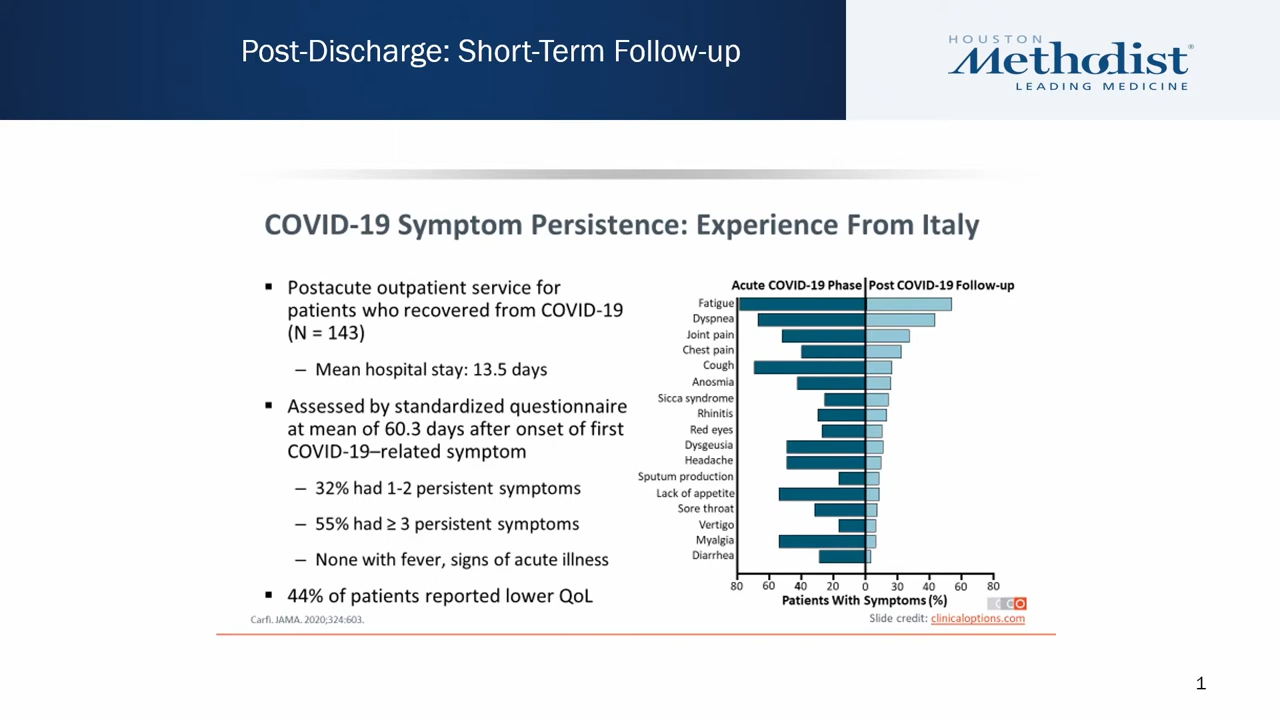 Post-Discharge: Short-Term Follow-up
HOUSTON
Methodist®
LEADING MEDICINE
COVID-19 Symptom Persistence: Experience From Italy
▪ Postacute outpatient service for
patients who recovered from COVID-19
(N = 143)
– Mean hospital stay: 13.5 days
▪ Assessed by standardized questionnaire
at mean of 60.3 days after onset of first
COVID-19–related symptom
– 32% had 1-2 persistent symptoms
– 55% had ≥ 3 persistent symptoms
– None with fever, signs of acute illness
▪ 44% of patients reported lower QoL
Carfi. JAMA. 2020;324:603.
Acute COVID-19 Phase Post COVID-19 Follow-up
Fatigue
Dyspnea
Joint pain
Chest pain
Cough
Anosmia
Sicca syndrome
Rhinitis
Red eyes
Dysgeusia
Headache
Sputum production
Lack of appetite
Sore throat
Vertigo
Myalgia
Diarrhea
80 60 40 20 0 30 40 60 80
Patients With Symptoms (%)
CCO
Slide credit: clinicaloptions.com
1